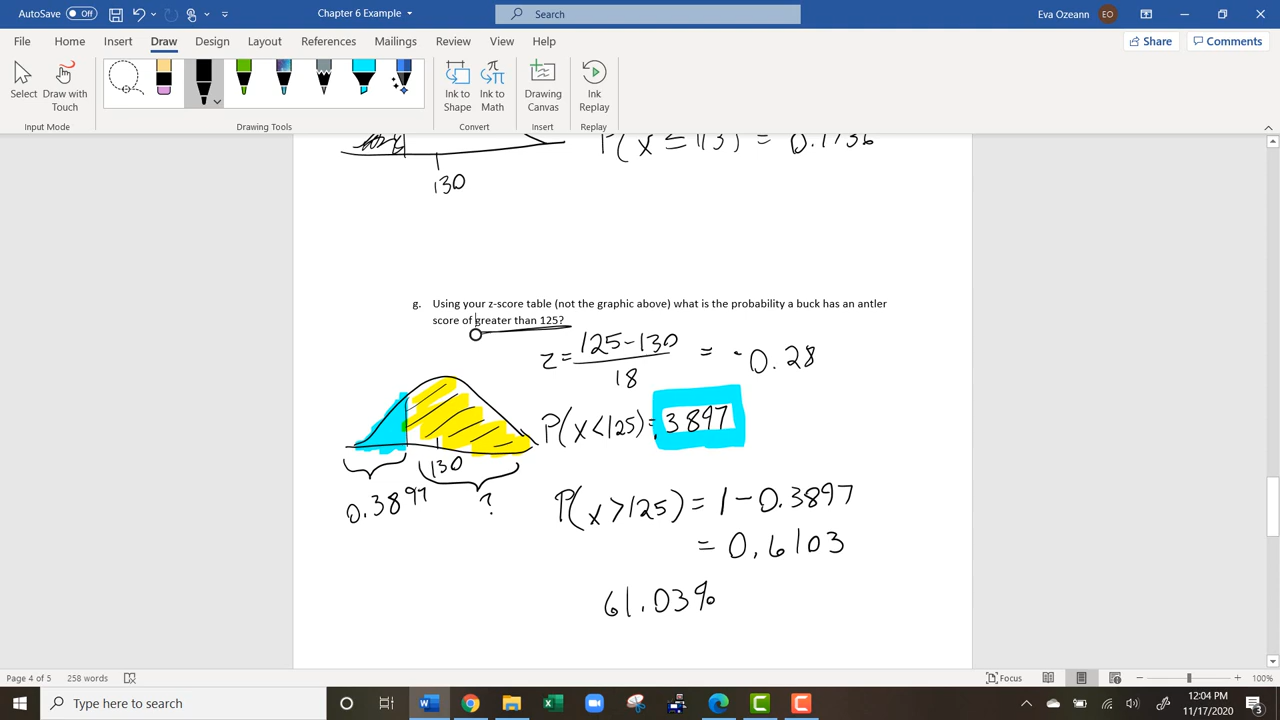 AutoSave Off Chapter 6 Example Search Eva Ozeann EO
File Home Insert Draw Design Layout References Mailings Review View Help Share Comments
Select Draw with Touch Ink to Shape Ink to Math Drawing Canvas Ink Replay
Input Mode Drawing Tools Convert Insert Replay
P(x ≤ 113) = 0.1736
130
g. Using your z-score table (not the graphic above) what is the probability a buck has an antler
score of greater than 125?
z = 125-130 / 18 = -0.28
P(x<125) = .3897
130
0.3897 ?
P(x>125) = 1-0.3897
= 0.6103
61.03%
Page 4 of 5 258 words Focus 100%
Type here to search
12:04 PM
11/17/2020